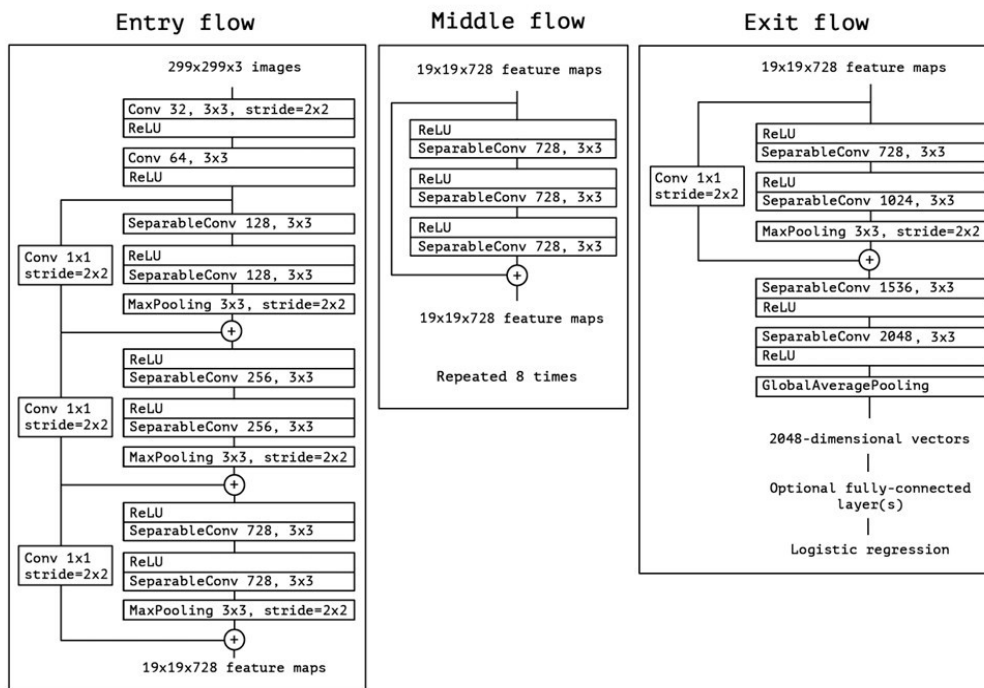 Entry flow
299x299x3 images
Conv 32, 3x3, stride=2x2
ReLU
Conv 64, 3x3
ReLU
SeparableConv 128, 3x3
Conv 1x1
stride=2x2
ReLU
SeparableConv 128, 3x3
MaxPooling 3x3, stride=2x2
+
ReLU
SeparableConv 256, 3x3
Conv 1x1
stride=2x2
ReLU
SeparableConv 256, 3x3
MaxPooling 3x3, stride=2x2
+
ReLU
SeparableConv 728, 3x3
Conv 1x1
stride=2x2
ReLU
SeparableConv 728, 3x3
MaxPooling 3x3, stride=2x2
+
19x19x728 feature maps
Middle flow
19x19x728 feature maps
ReLU
SeparableConv 728, 3x3
ReLU
SeparableConv 728, 3x3
ReLU
SeparableConv 728, 3x3
+
19x19x728 feature maps
Repeated 8 times
Exit flow
19x19x728 feature maps
ReLU
SeparableConv 728, 3x3
Conv 1x1
stride=2x2
ReLU
SeparableConv 1024, 3x3
MaxPooling 3x3, stride=2x2
+
SeparableConv 1536, 3x3
ReLU
SeparableConv 2048, 3x3
ReLU
GlobalAveragePooling
2048-dimensional vectors
Optional fully-connected
layer(s)
Logistic regression